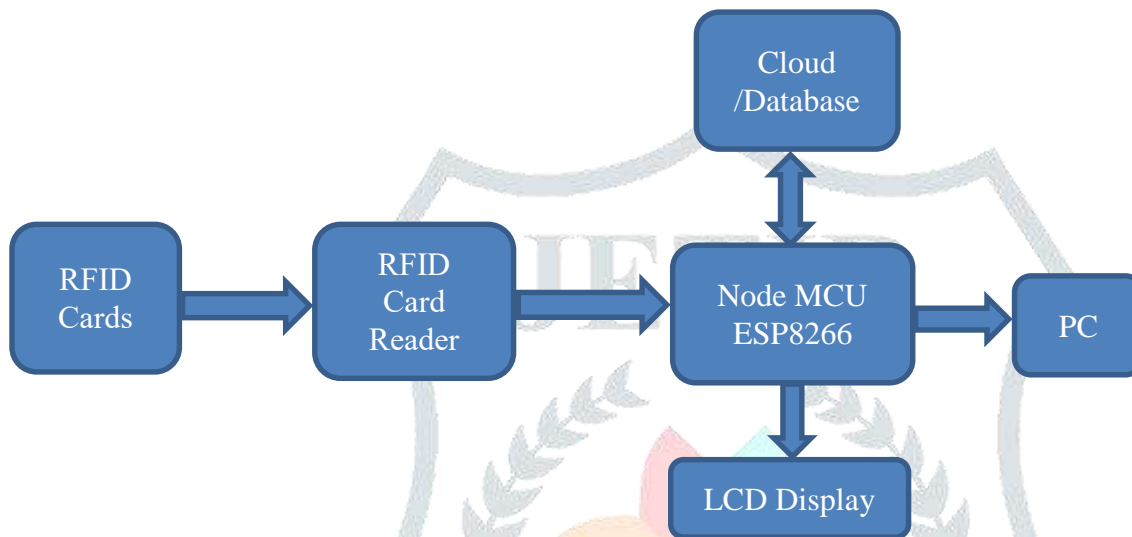 Cloud
/Database
RFID
Cards
RFID
Card
Reader
Node MCU
ESP8266
PC
LCD Display